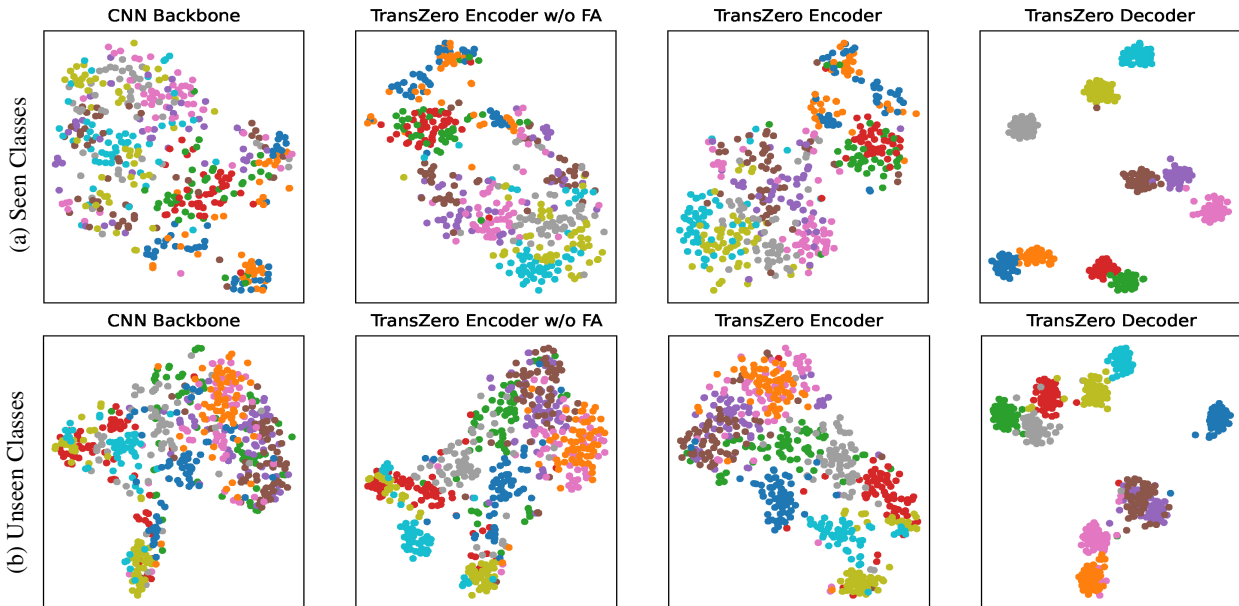 CNN Backbone
TransZero Encoder w/o FA
TransZero Encoder
TransZero Decoder
(a) Seen Classes
CNN Backbone
TransZero Encoder w/o FA
TransZero Encoder
TransZero Decoder
(b) Unseen Classes